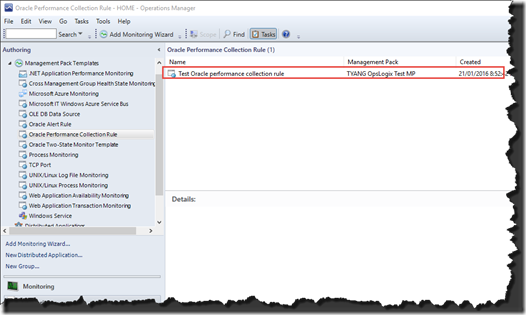 Oracle Performance Collection Rule - HOME - Operations Manager
File Edit View Go Tasks Tools Help
Search Add Monitoring Wizard Scope Find Tasks
Authoring
Management Pack Templates
.NET Application Performance Monitoring
Cross Management Group Health State Monitoring
Microsoft Azure Monitoring
Microsoft IT Windows Azure Service Bus
OLE DB Data Source
Oracle Alert Rule
Oracle Performance Collection Rule
Oracle Two-State Monitor Template
Process Monitoring
TCP Port
UNIX/Linux Log File Monitoring
UNIX/Linux Process Monitoring
Web Application Availability Monitoring
Web Application Transaction Monitoring
Windows Service
Distributed Applications
Add Monitoring Wizard...
New Distributed Application...
New Group...
Monitoring
Oracle Performance Collection Rule (1)
Name Management Pack Created
Test Oracle performance collection rule TYANG OpsLogix Test MP 21/01/2016 8:52:
Details: